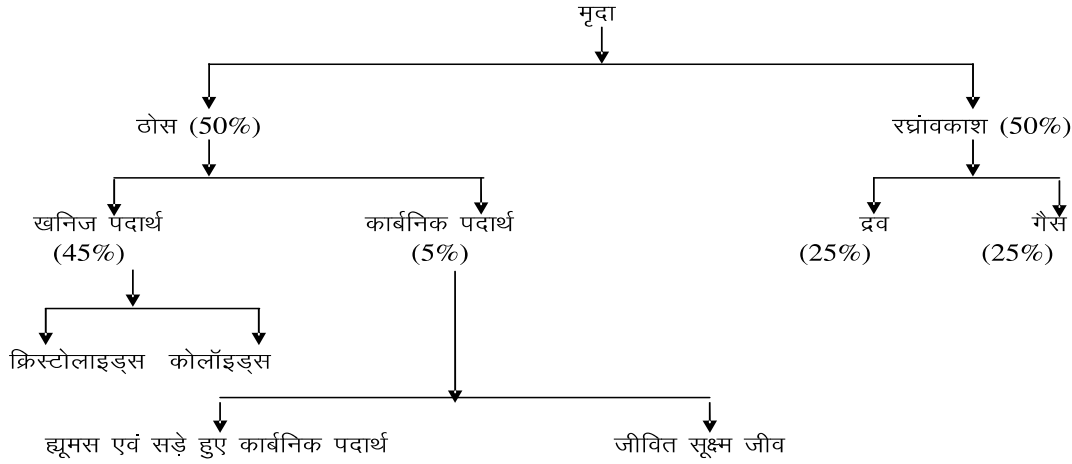 मृदा
ठोस (50%)
रघ्रांवकाश (50%)
खनिज पदार्थ
(45%)
कार्बनिक पदार्थ
(5%)
द्रव
(25%)
गैस
(25%)
क्रिस्टोलाइड्स
कोलॉइड्स
ह्यूमस एवं सड़े हुए कार्बनिक पदार्थ
जीवित सूक्ष्म जीव